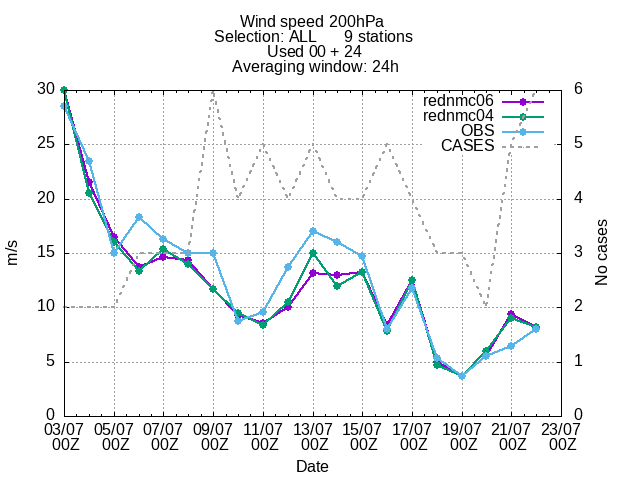 Wind speed 200hPa
Selection: ALL 9 stations
Used 00 + 24
Averaging window: 24h
rednmc06
rednmc04
OBS
CASES
30
25
20
15
10
5
0
6
5
4
3
2
1
0
m/s
No cases
03/07 05/07 07/07 09/07 11/07 13/07 15/07 17/07 19/07 21/07 23/07
00Z 00Z 00Z 00Z 00Z 00Z 00Z 00Z 00Z 00Z 00Z
Date